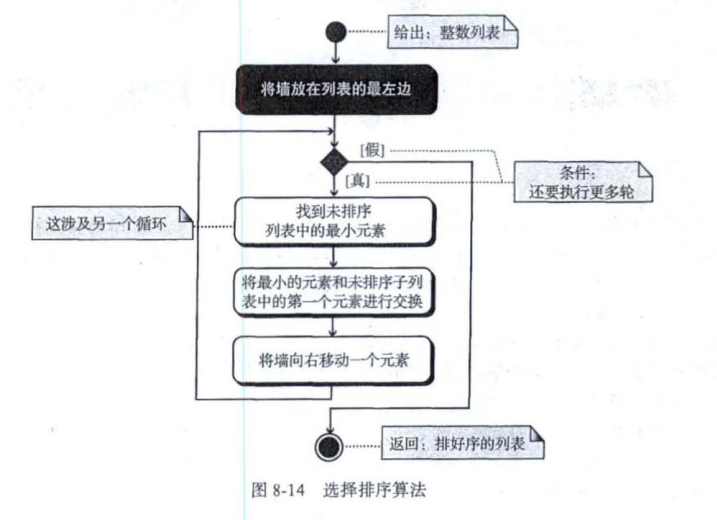 给出：整数列表
将墙放在列表的最左边
[假]
[真]
条件：
还要执行更多轮
这涉及另一个循环
找到未排序
列表中的最小元素
将最小的元素和未排序子列
表中的第一个元素进行交换
将墙向右移动一个元素
返回：排好序的列表
图 8-14 选择排序算法